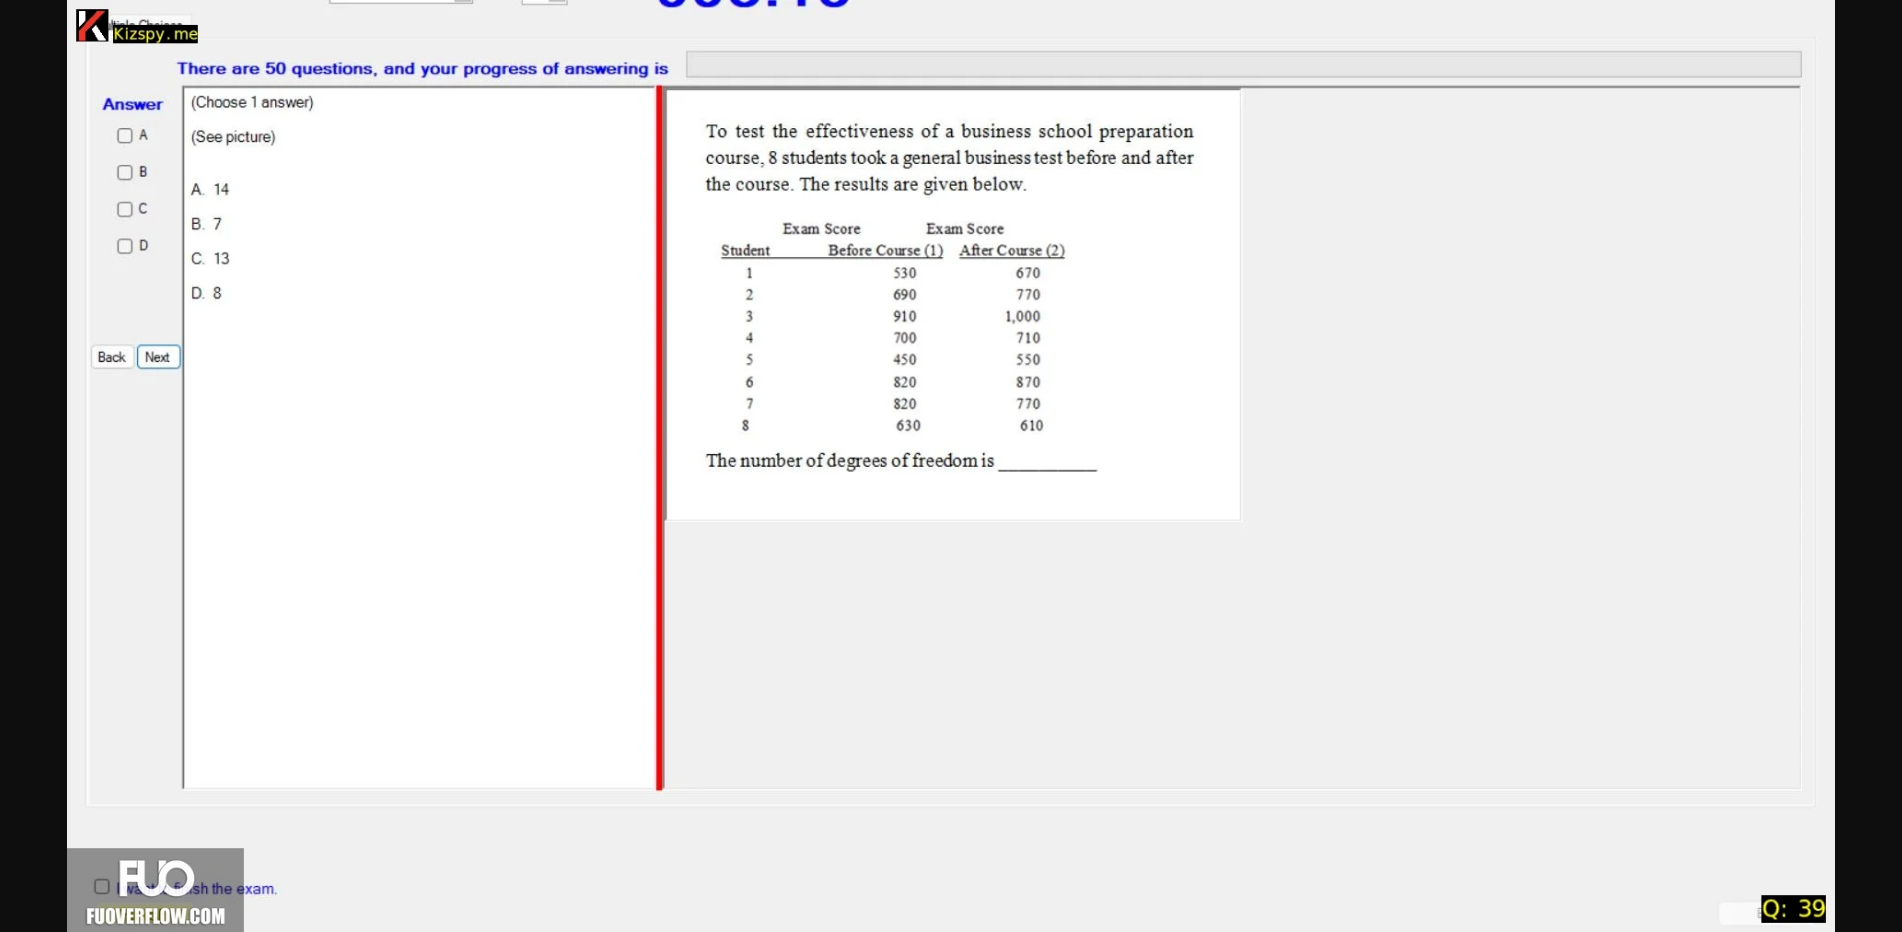 Kizspy.me
There are 50 questions, and your progress of answering is
Answer
A
B
C
D
Back Next
(Choose 1 answer)
(See picture)
A. 14
B. 7
C. 13
D. 8
To test the effectiveness of a business school preparation
course, 8 students took a general business test before and after
the course. The results are given below.
Exam Score Exam Score
Student Before Course (1) After Course (2)
1 530 670
2 690 770
3 910 1,000
4 700 710
5 450 550
6 820 870
7 820 770
8 630 610
The number of degrees of freedom is __________
the exam.
FUO
FUOVERFLOW.COM
Q: 39